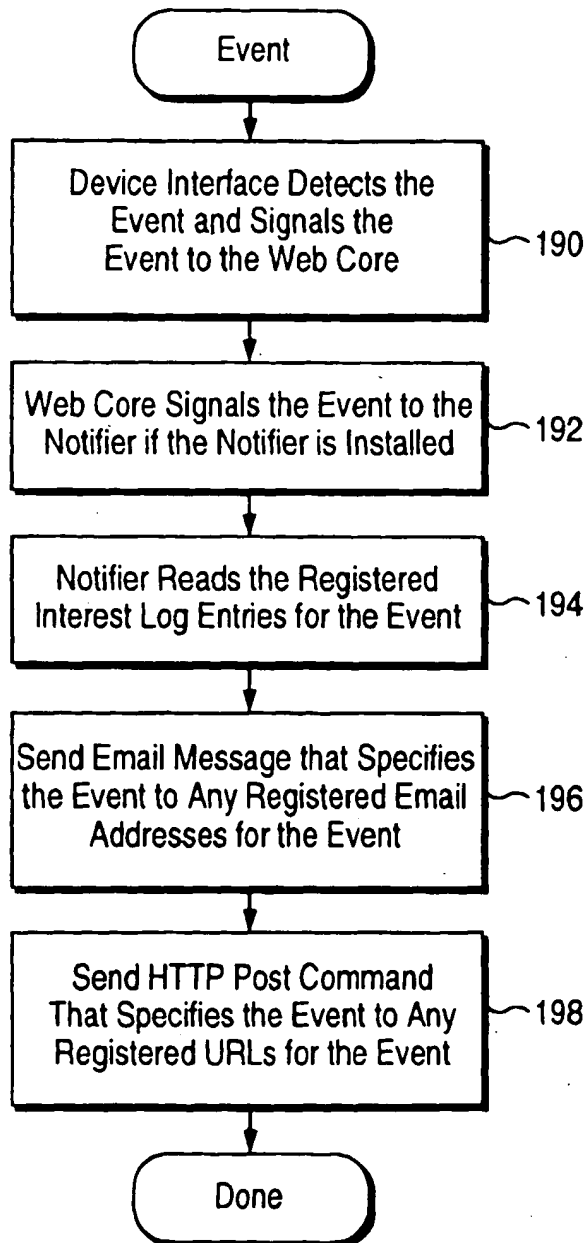 Event
Device Interface Detects the
Event and Signals the
Event to the Web Core
190
Web Core Signals the Event to the
Notifier if the Notifier is Installed
192
Notifier Reads the Registered
Interest Log Entries for the Event
194
Send Email Message that Specifies
the Event to Any Registered Email
Addresses for the Event
196
Send HTTP Post Command
That Specifies the Event to Any
Registered URLs for the Event
198
Done